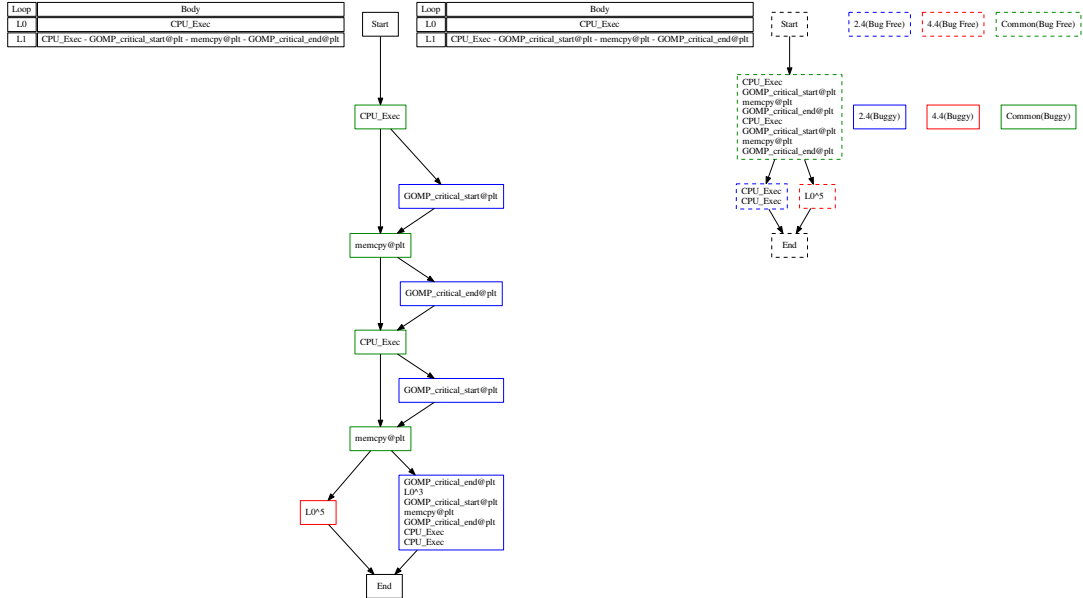 Loop Body
L0 CPU_Exec
L1 CPU_Exec - GOMP_critical_start@plt - memcpy@plt - GOMP_critical_end@plt
Start
CPU_Exec
GOMP_critical_start@plt
memcpy@plt
GOMP_critical_end@plt
CPU_Exec
GOMP_critical_start@plt
memcpy@plt
L0^5
GOMP_critical_end@plt
L0^3
GOMP_critical_start@plt
memcpy@plt
GOMP_critical_end@plt
CPU_Exec
CPU_Exec
End
Loop Body
L0 CPU_Exec
L1 CPU_Exec - GOMP_critical_start@plt - memcpy@plt - GOMP_critical_end@plt
Start
CPU_Exec
GOMP_critical_start@plt
memcpy@plt
GOMP_critical_end@plt
CPU_Exec
GOMP_critical_start@plt
memcpy@plt
GOMP_critical_end@plt
CPU_Exec
CPU_Exec
L0^5
End
2.4(Bug Free)
4.4(Bug Free)
Common(Bug Free)
2.4(Buggy)
4.4(Buggy)
Common(Buggy)